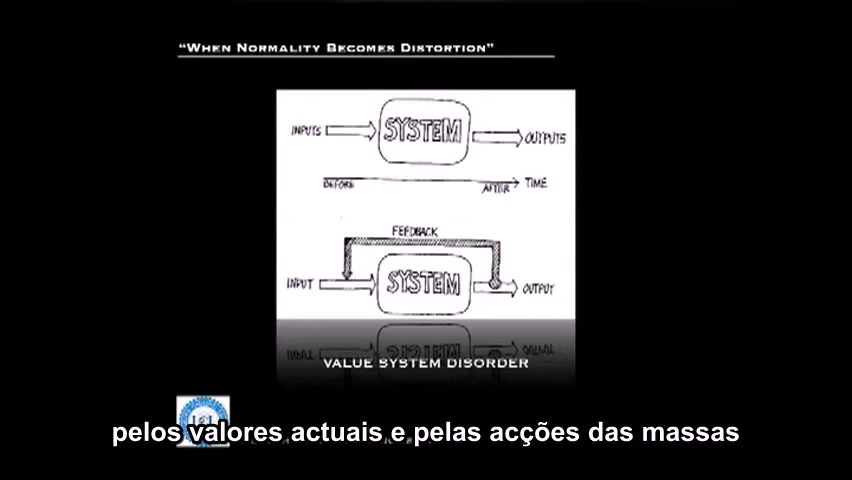 "When Normality Becomes Distortion"
INPUTS SYSTEM OUTPUTS
BEFORE AFTER TIME
FEEDBACK
INPUT SYSTEM OUTPUT
VALUE SYSTEM DISORDER
pelos valores actuais e pelas acções das massas